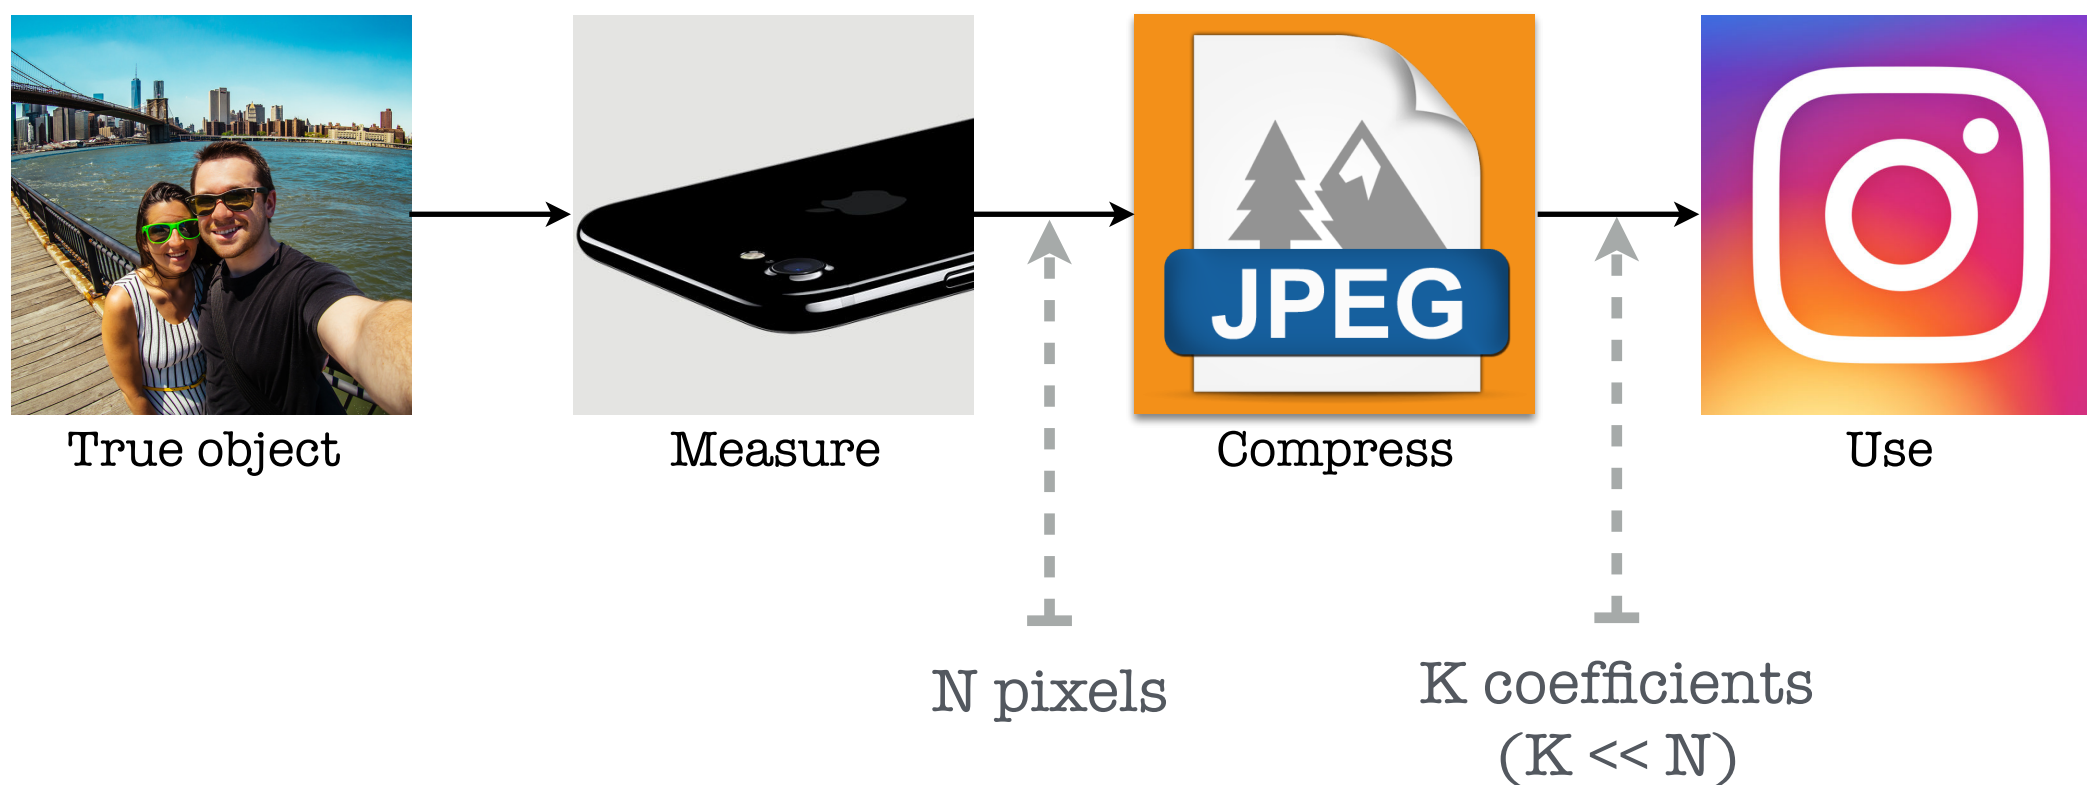 JPEG
True object
Measure
Compress
Use
N pixels
K coefficients
(K << N)